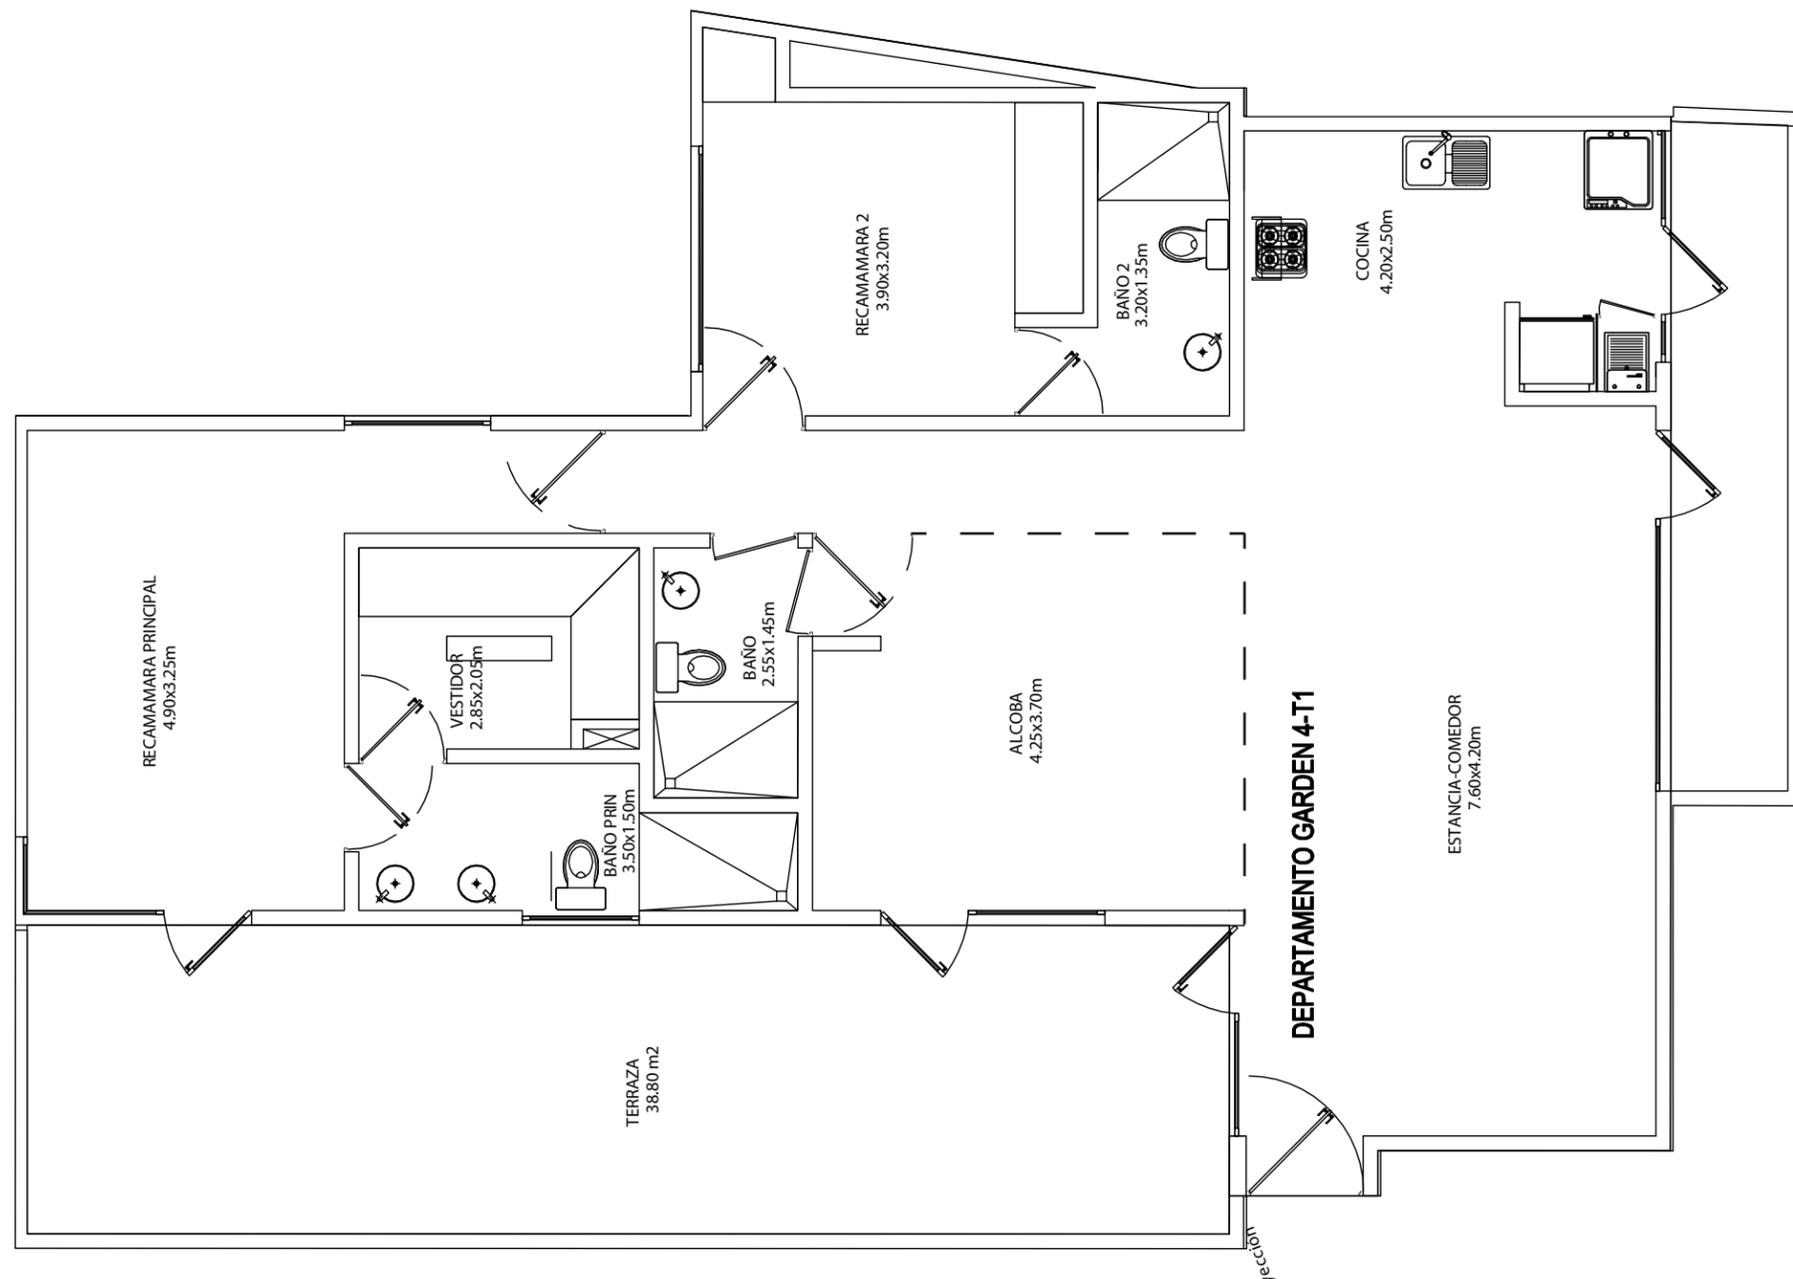 RECAMAMARA PRINCIPAL
4.90x3.25m
VESTIDOR
2.85x2.05m
BAÑO PRIN
3.50x1.50m
BAÑO
2.55x1.45m
TERRAZA
38.80 m2
RECAMAMARA 2
3.90x3.20m
BAÑO 2
3.20x1.35m
ALCOBA
4.25x3.70m
COCINA
4.20x2.50m
ESTANCIA-COMEDOR
7.60x4.20m
DEPARTAMENTO GARDEN 4-T1
yeccion